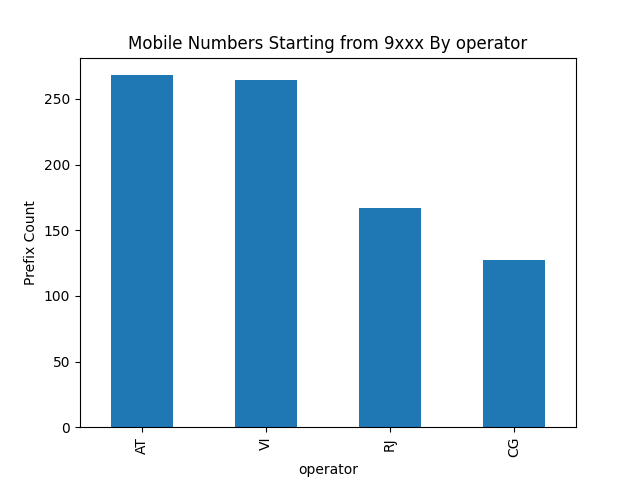 Mobile Numbers Starting from 9xxx By operator
Prefix Count
250
200
150
100
50
0
AT
VI
RJ
CG
operator